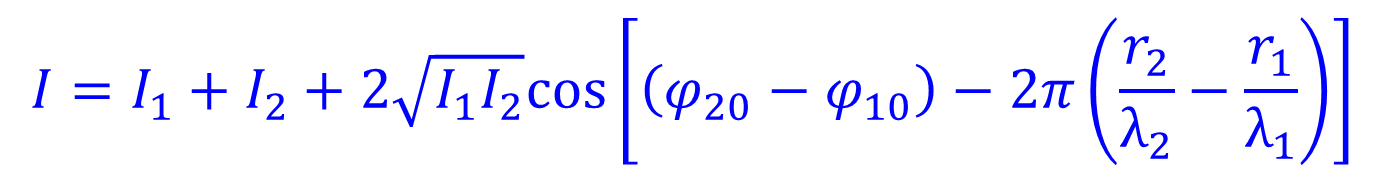 I = I₁ + I₂ + 2√(I₁I₂)cos[(φ₂₀ − φ₁₀) − 2π(r₂/λ₂ − r₁/λ₁)]